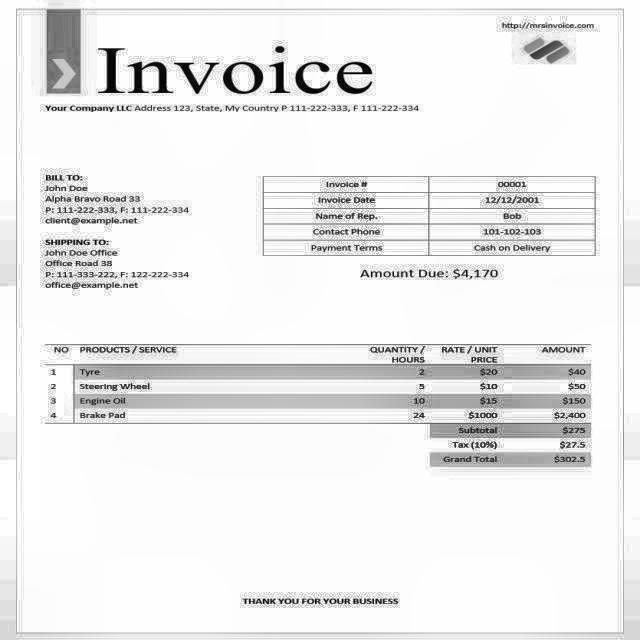 http://mrsinvoice.com
Invoice
Your Company LLC Address 123, State, My Country P 111-222-333, F 111-222-334
BILL TO:
John Doe
Alpha Bravo Road 33
P: 111-222-333, F: 111-222-334
client@example.net
SHIPPING TO:
John Doe Office
Office Road 38
P: 111-333-222, F: 122-222-334
office@example.net
Invoice # 00001
Invoice Date 12/12/2001
Name of Rep. Bob
Contact Phone 101-102-103
Payment Terms Cash on Delivery
Amount Due: $4,170
NO PRODUCTS / SERVICE QUANTITY / HOURS RATE / UNIT PRICE AMOUNT
1 Tyre 2 $20 $40
2 Steering Wheel 5 $10 $50
3 Engine Oil 10 $15 $150
4 Brake Pad 24 $1000 $2,400
Subtotal $275
Tax (10%) $27.5
Grand Total $302.5
THANK YOU FOR YOUR BUSINESS